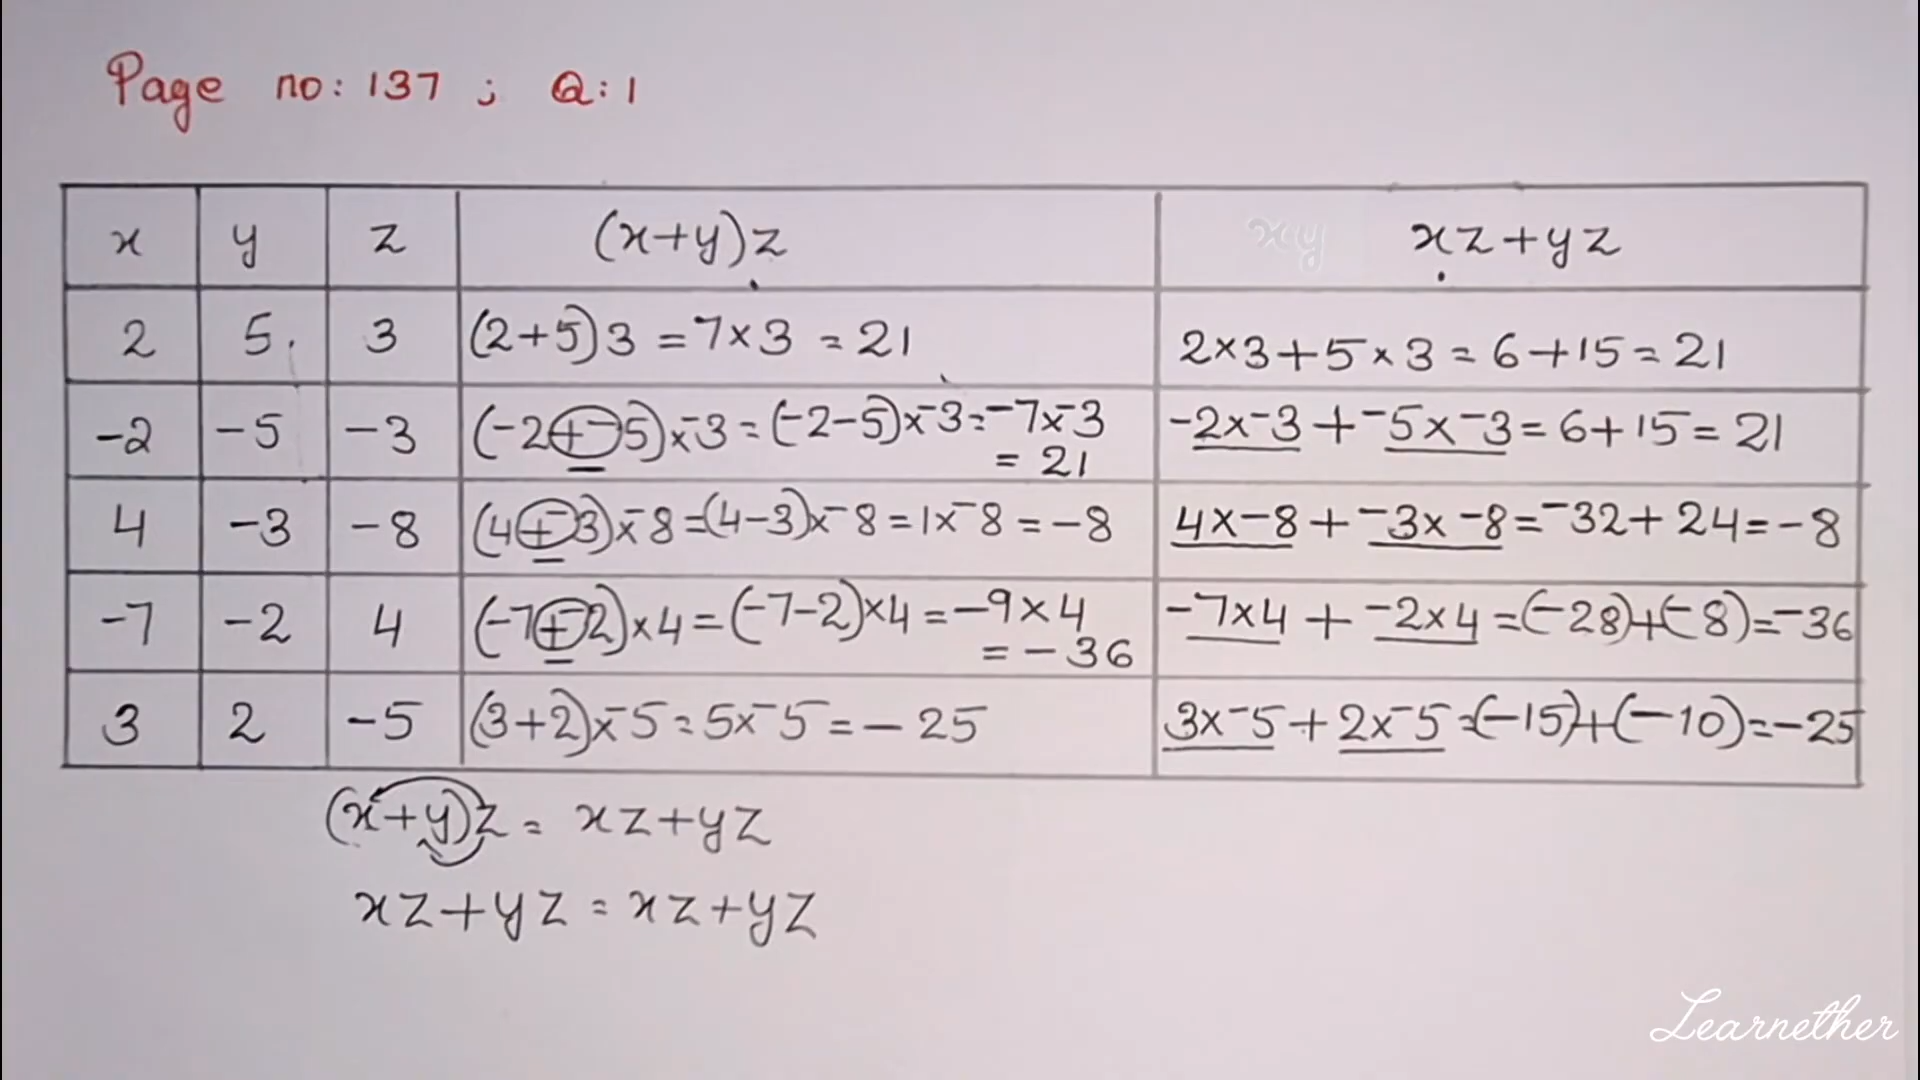 Page no: 137 ; Q: 1
x y z (x+y)z xy xz+yz
2 5 3 (2+5)3 = 7×3 = 21 2×3+5×3 = 6+15 = 21
-2 -5 -3 (-2+-5)×-3 = (-2-5)×-3 = -7×-3 -2×-3 + -5×-3 = 6+15 = 21
= 21
4 -3 -8 (4+-3)×-8 = (4-3)×-8 = 1×-8 = -8 4×-8 + -3×-8 = -32+24 = -8
-7 -2 4 (-7+-2)×4 = (-7-2)×4 = -9×4 -7×4 + -2×4 = (-28)+(-8) = -36
= -36
3 2 -5 (3+2)×-5 = 5×-5 = -25 3×-5 + 2×-5 = (-15)+(-10) = -25
(x+y)z = xz+yz
xz+yz = xz+yz
Learnether